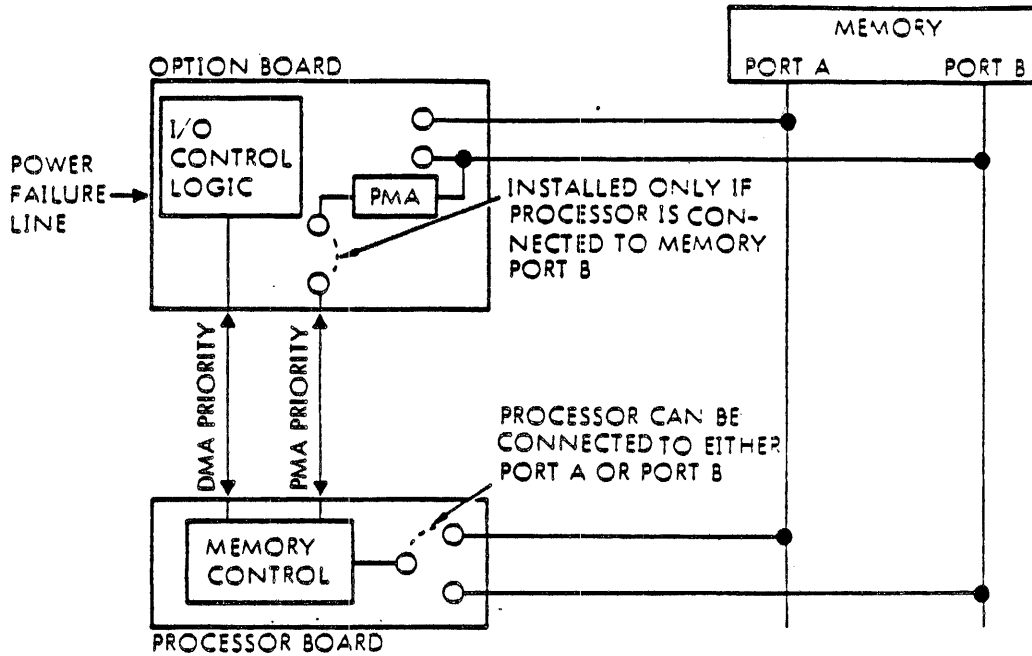 MEMORY
PORT A PORT B
OPTION BOARD
I/O
CONTROL
LOGIC
POWER
FAILURE
LINE
PMA
INSTALLED ONLY IF
PROCESSOR IS CON-
NECTED TO MEMORY
PORT B
DMA PRIORITY
PMA PRIORITY
PROCESSOR CAN BE
CONNECTED TO EITHER
PORT A OR PORT B
MEMORY
CONTROL
PROCESSOR BOARD